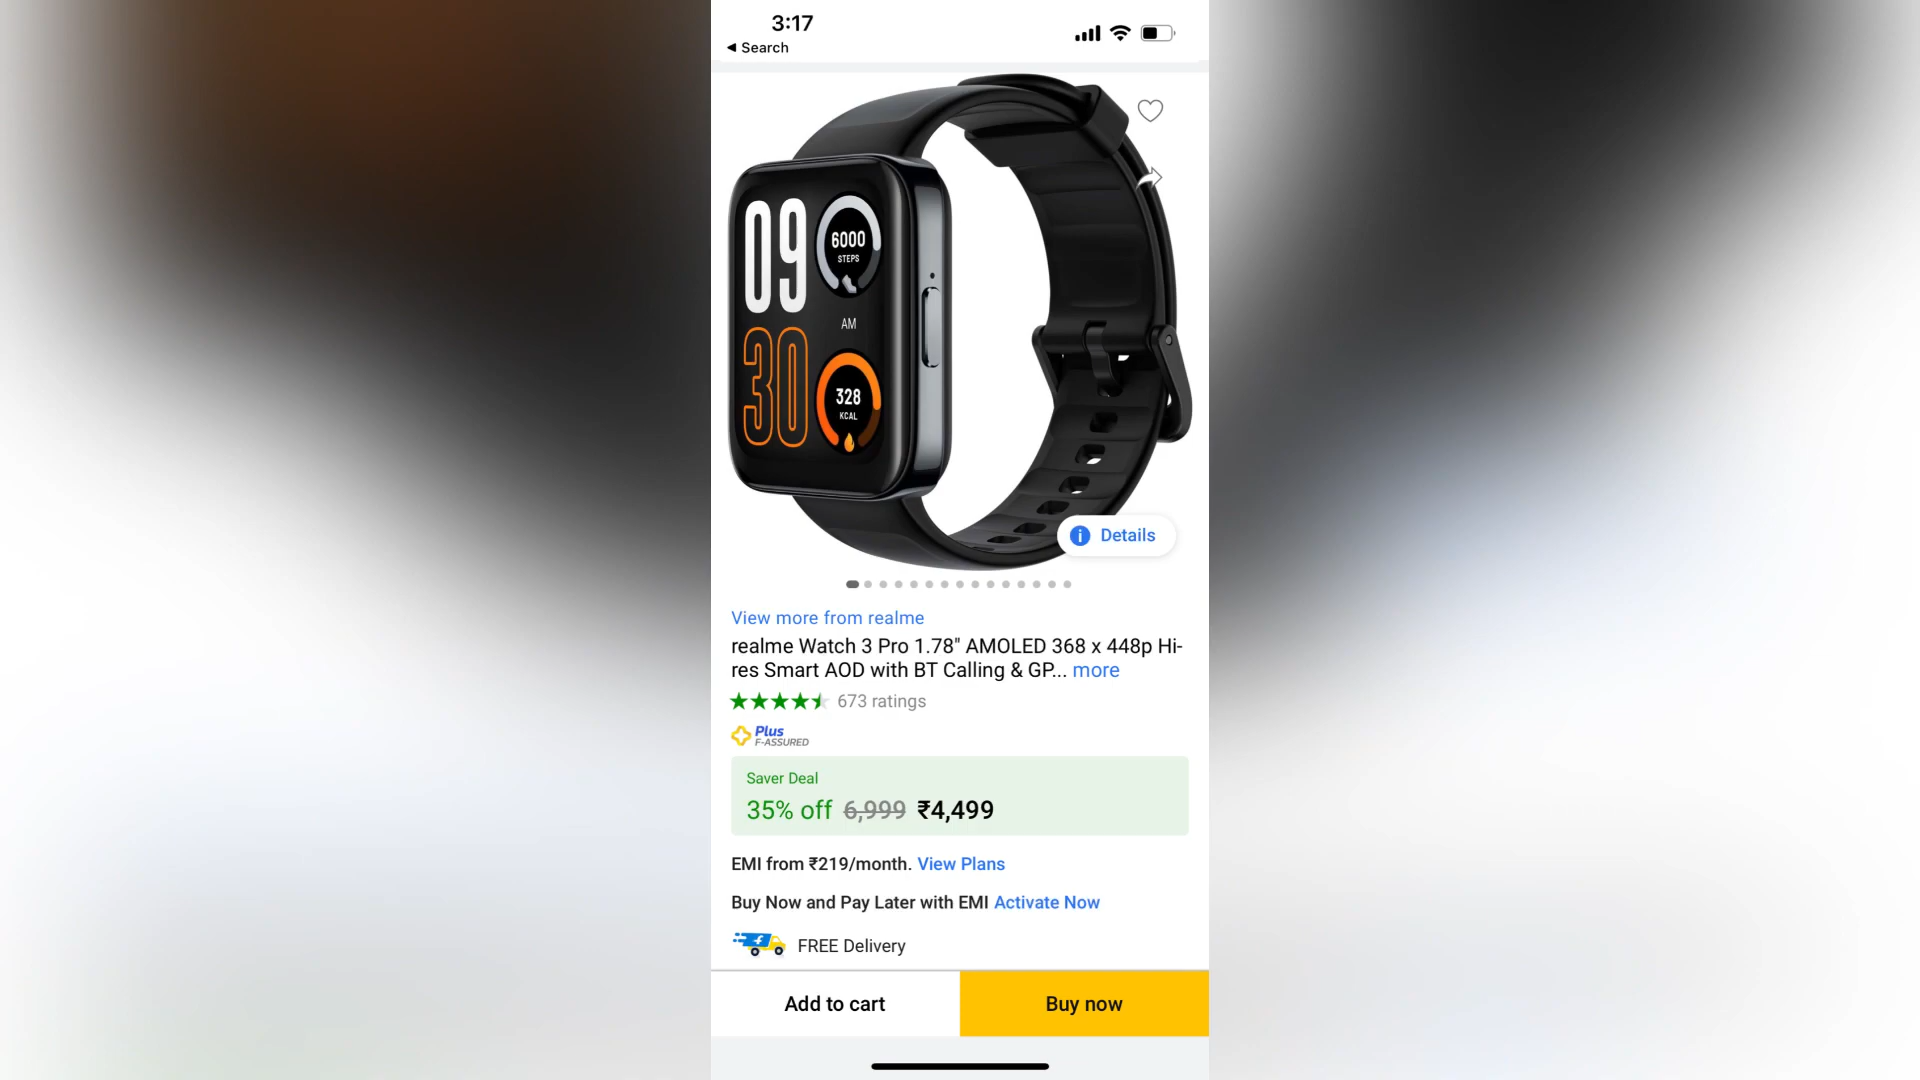 3:17
◀ Search
09
6000
STEPS
AM
30
328
KCAL
Details
View more from realme
realme Watch 3 Pro 1.78" AMOLED 368 x 448p Hi-
res Smart AOD with BT Calling & GP... more
673 ratings
Plus
F-ASSURED
Saver Deal
35% off 6,999 ₹4,499
EMI from ₹219/month. View Plans
Buy Now and Pay Later with EMI Activate Now
FREE Delivery
Add to cart
Buy now